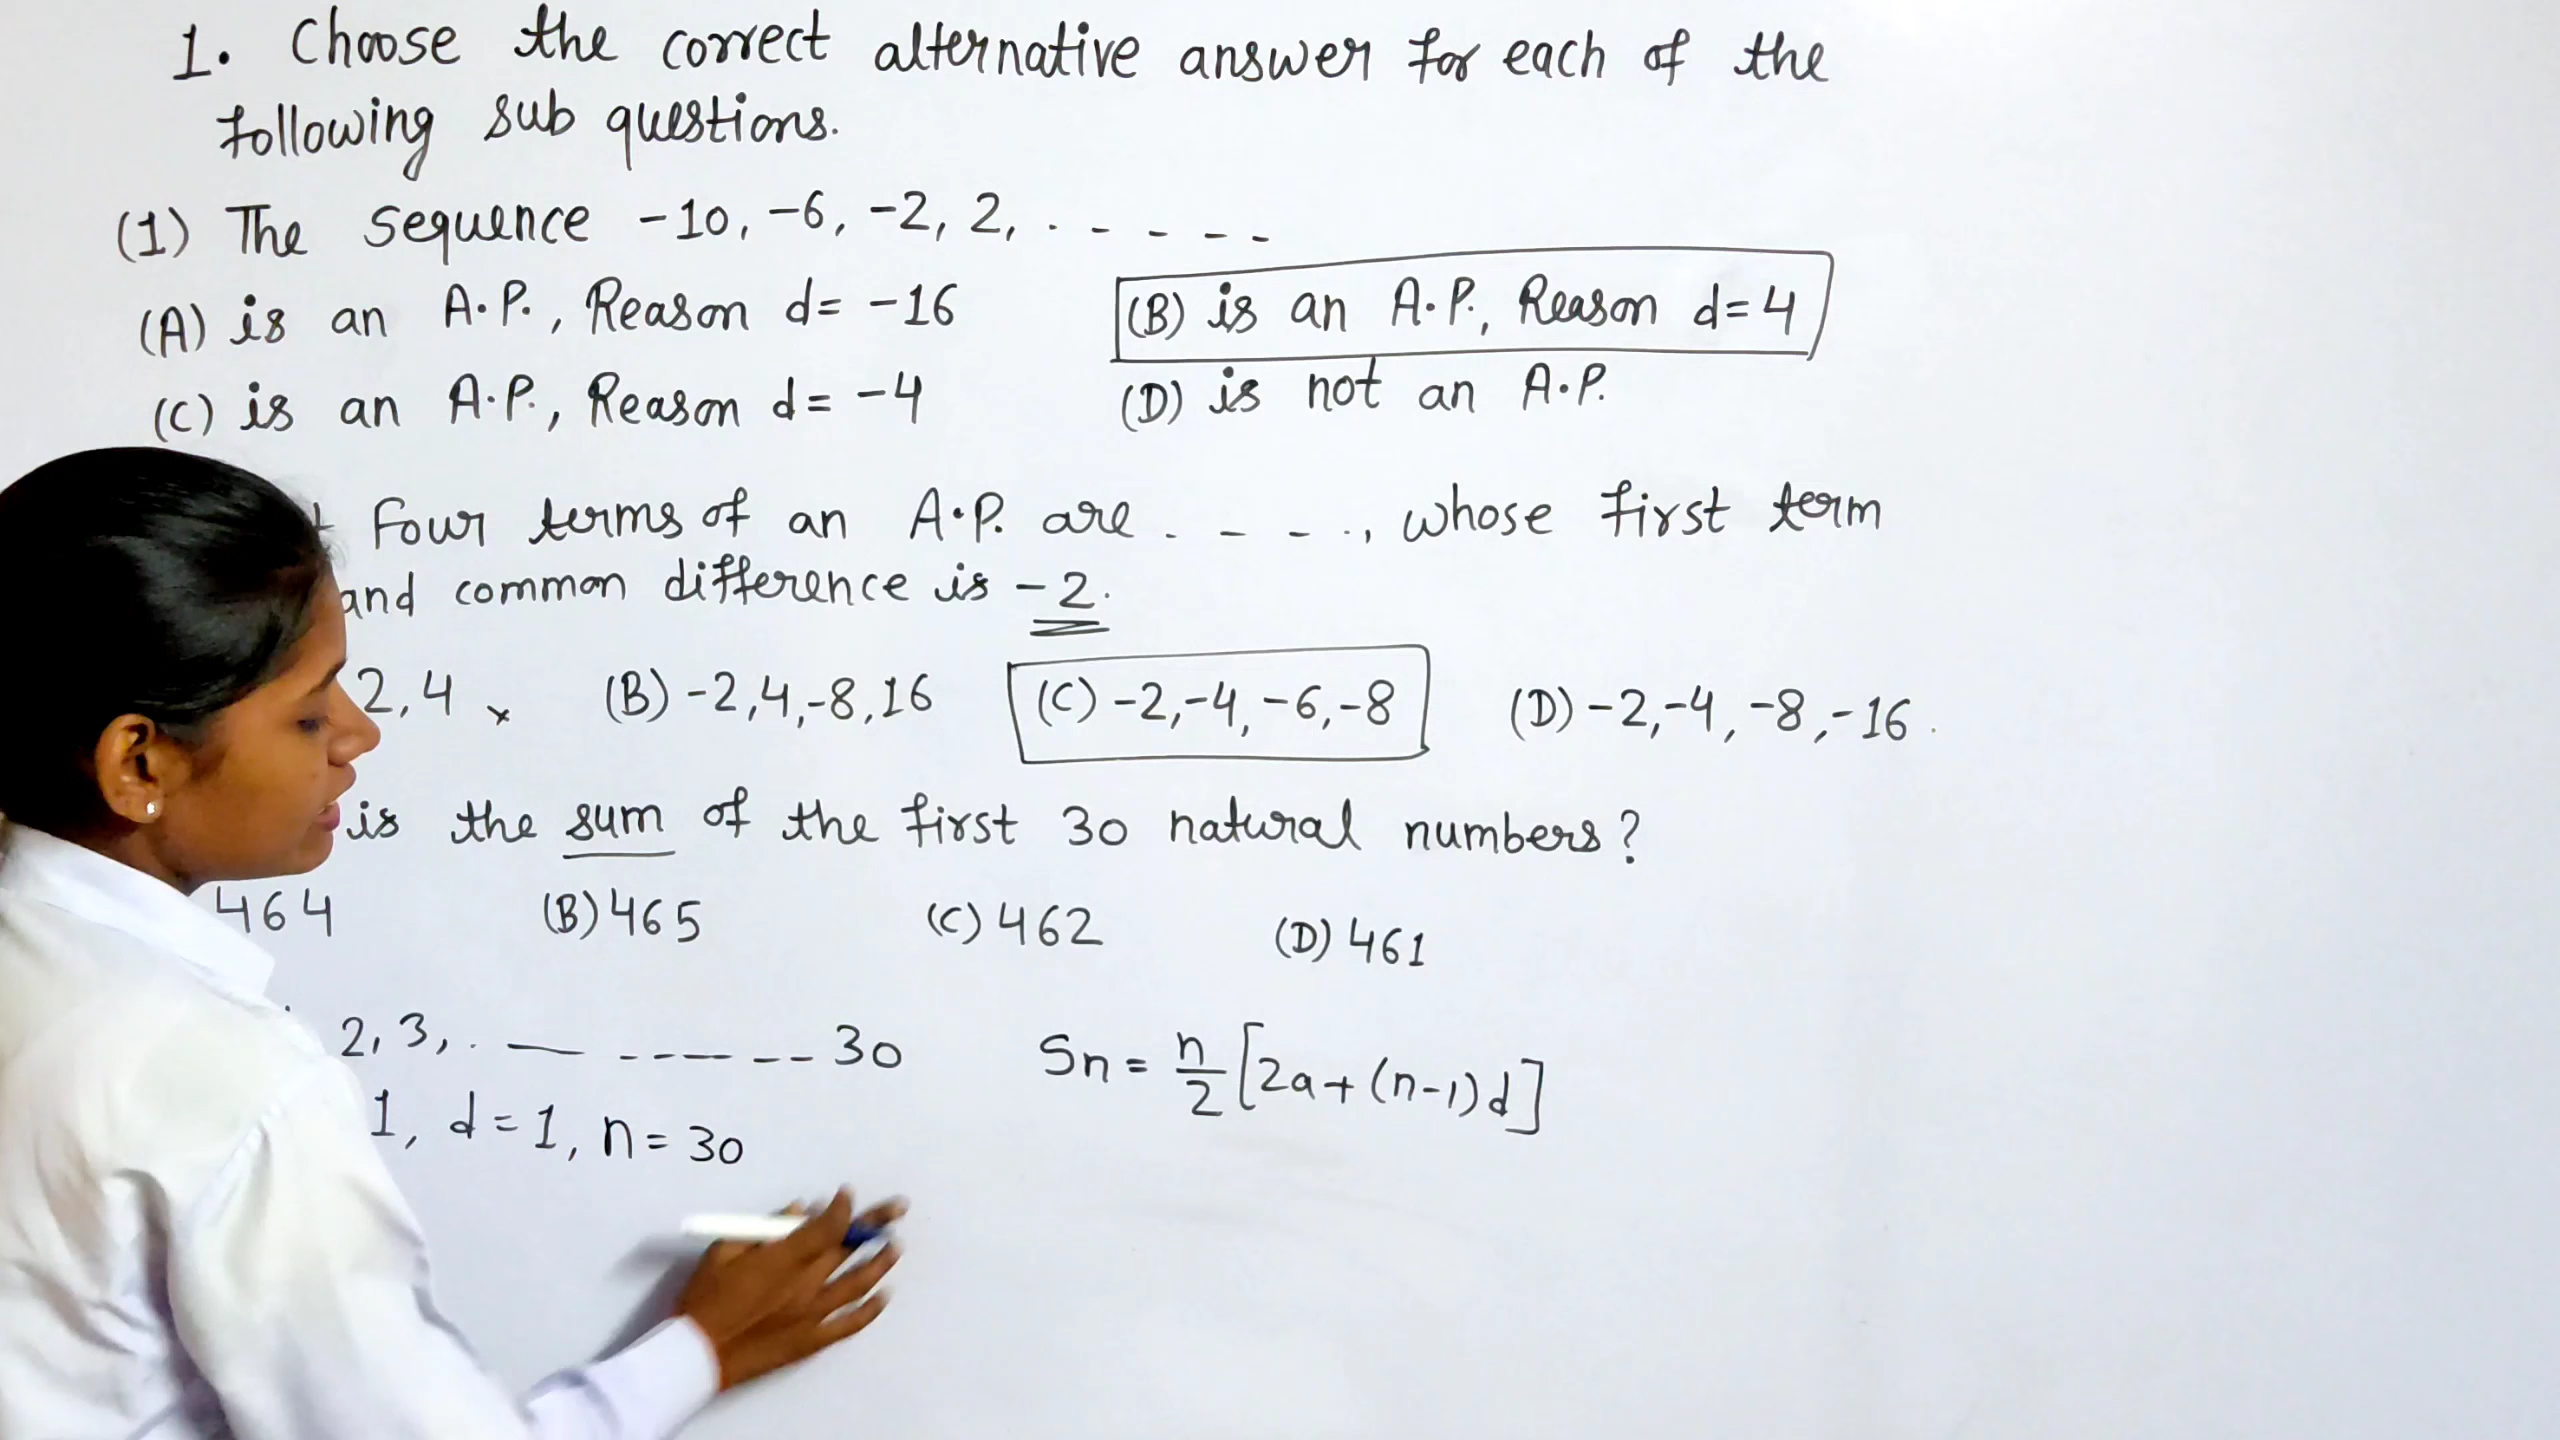 1. Choose the correct alternative answer for each of the
following sub questions.
(1) The sequence -10, -6, -2, 2, . - - - -
(A) is an A.P., Reason d= -16 (B) is an A.P., Reason d=4
(C) is an A.P., Reason d= -4 (D) is not an A.P.
Four terms of an A.P. are . - - - ., whose first term
and common difference is -2.
2,4 x (B) -2,4,-8,16 (C) -2,-4,-6,-8 (D) -2,-4,-8,-16.
is the sum of the first 30 natural numbers?
464 (B) 465 (C) 462 (D) 461
2, 3, . — - - - - - - 30 Sn = n/2 [2a+(n-1)d]
1, d=1, n=30